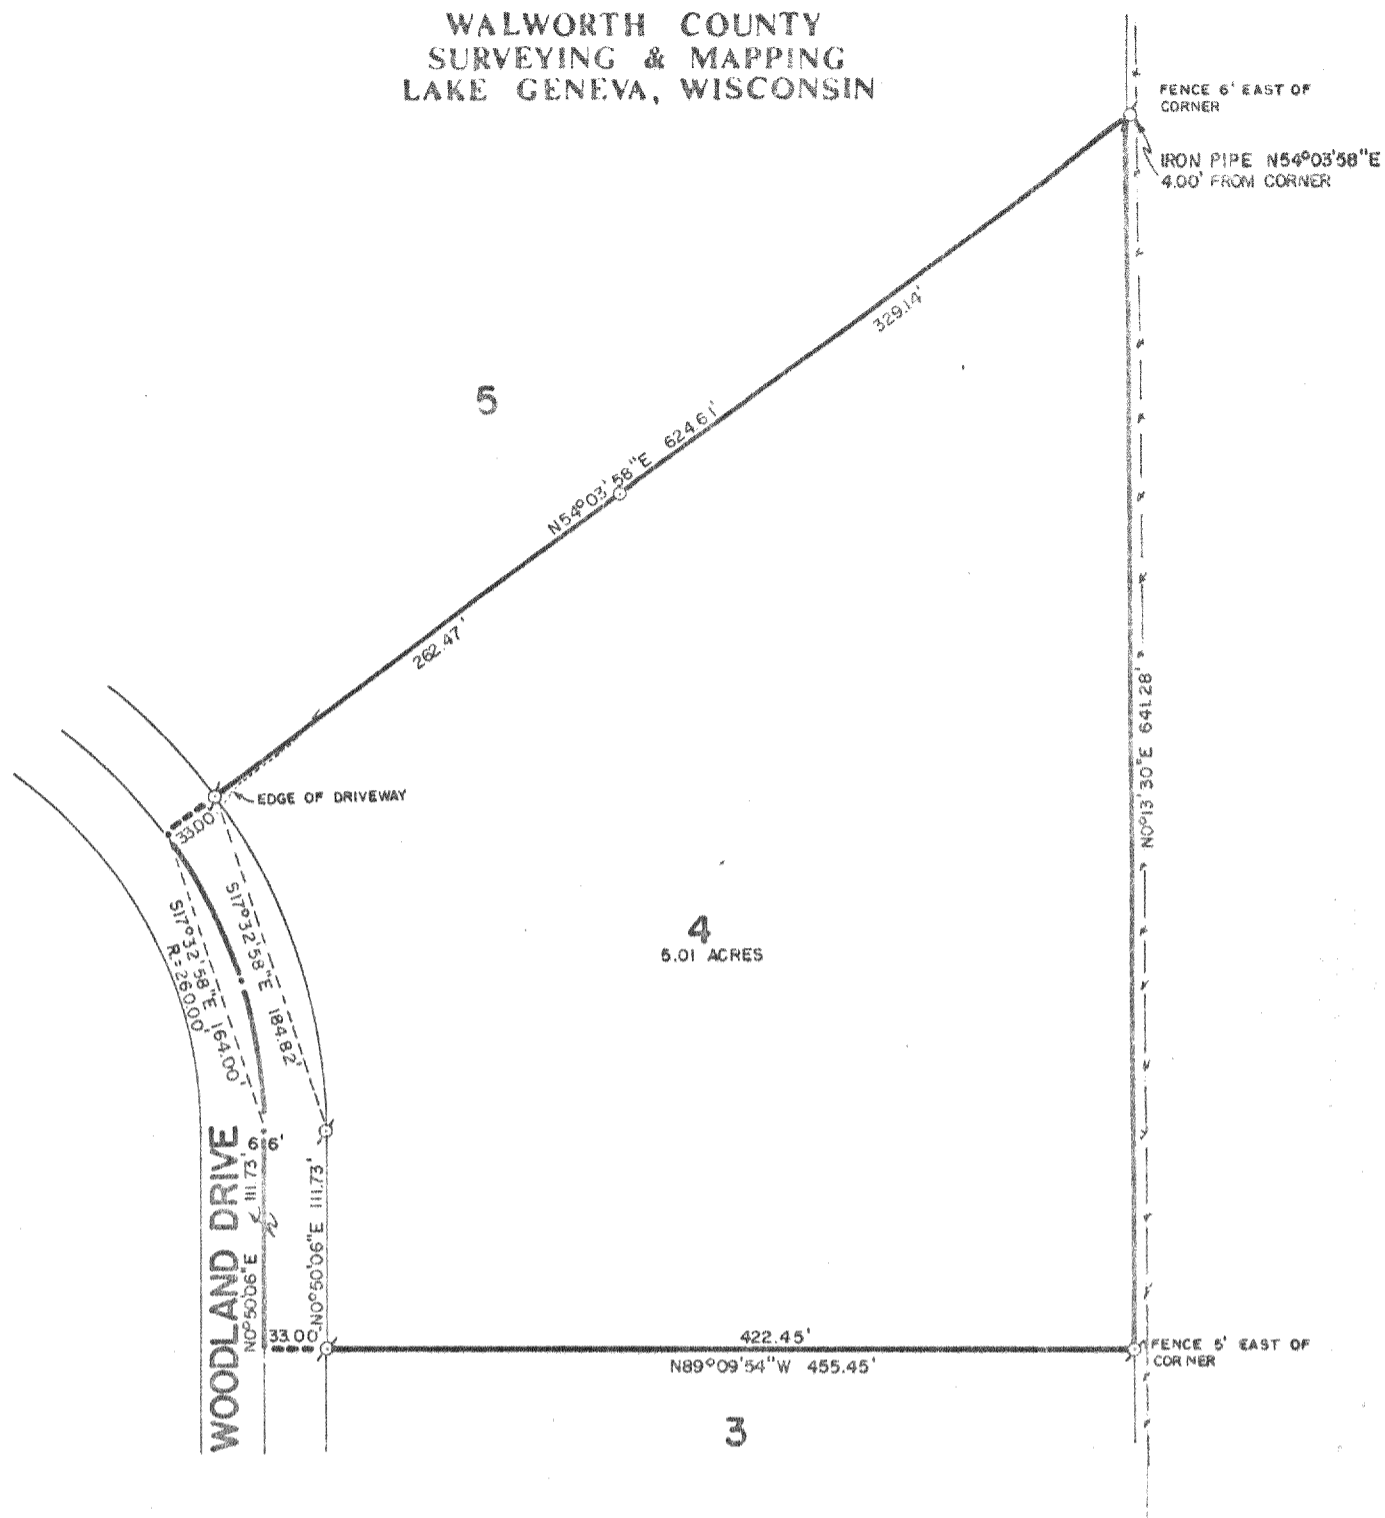 WALWORTH COUNTY
SURVEYING & MAPPING
LAKE GENEVA, WISCONSIN
FENCE 6' EAST OF
CORNER
IRON PIPE N54°03'58"E
4.00' FROM CORNER
329.14'
5
N54°03'58"E 624.61'
262.47'
N0°13'30"E 641.28'
EDGE OF DRIVEWAY
33.00'
S17°32'58"E 184.82'
S17°32'58"E 194.00'
R.=260.00'
4
5.01 ACRES
66'
WOODLAND DRIVE
N0°50'06"E 111.73'
N0°50'06"E 111.73'
33.00
422.45'
N89°09'54"W 455.45'
FENCE 5' EAST OF
CORNER
3